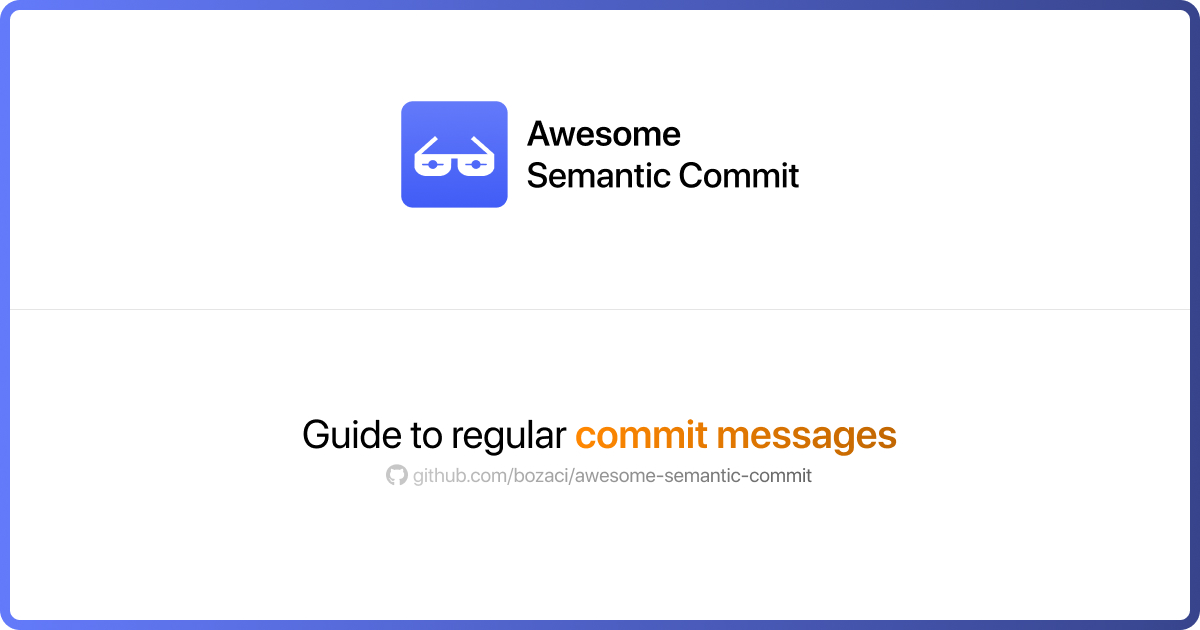 Awesome
Semantic Commit
Guide to regular commit messages
github.com/bozaci/awesome-semantic-commit